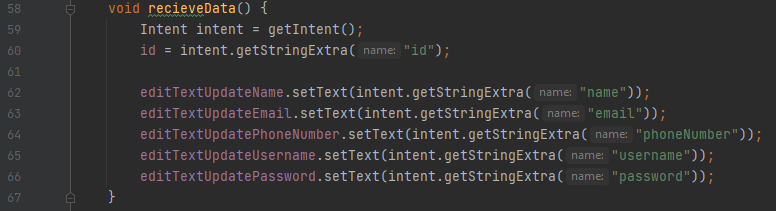 58 void recieveData() {
59 Intent intent = getIntent();
60 id = intent.getStringExtra( name: "id");
61
62 editTextUpdateName.setText(intent.getStringExtra( name: "name"));
63 editTextUpdateEmail.setText(intent.getStringExtra( name: "email"));
64 editTextUpdatePhoneNumber.setText(intent.getStringExtra( name: "phoneNumber"));
65 editTextUpdateUsername.setText(intent.getStringExtra( name: "username"));
66 editTextUpdatePassword.setText(intent.getStringExtra( name: "password"));
67 }